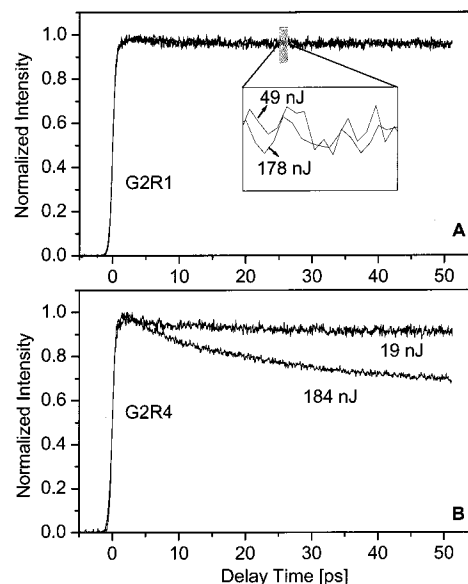 Normalized Intensity
1.0
0.8
0.6
0.4
0.2
0.0
49 nJ
178 nJ
G2R1
A
0 10 20 30 40 50
Normalized Intensity
1.0
0.8
0.6
0.4
0.2
0.0
19 nJ
184 nJ
G2R4
B
0 10 20 30 40 50
Delay Time [ps]